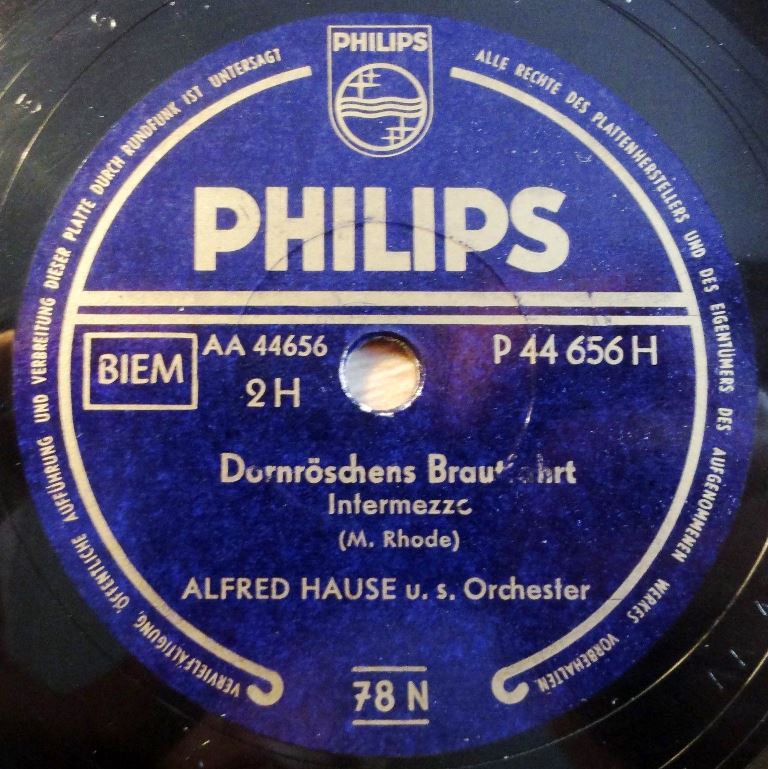 PHILIPS
VERVIELFÄLTIGUNG, ÖFFENTLICHE AUFFÜHRUNG UND VERBREITUNG DIESER PLATTE DURCH RUNDFUNK IST UNTERSAGT
ALLE RECHTE DES PLATTENHERSTELLERS UND DES EIGENTÜMERS DES AUFGENOMMENEN WERKES VORBEHALTEN
PHILIPS
BIEM
AA 44656
2 H
P 44 656 H
Dornröschens Brautfahrt
Intermezzo
(M. Rhode)
ALFRED HAUSE u. s. Orchester
78 N